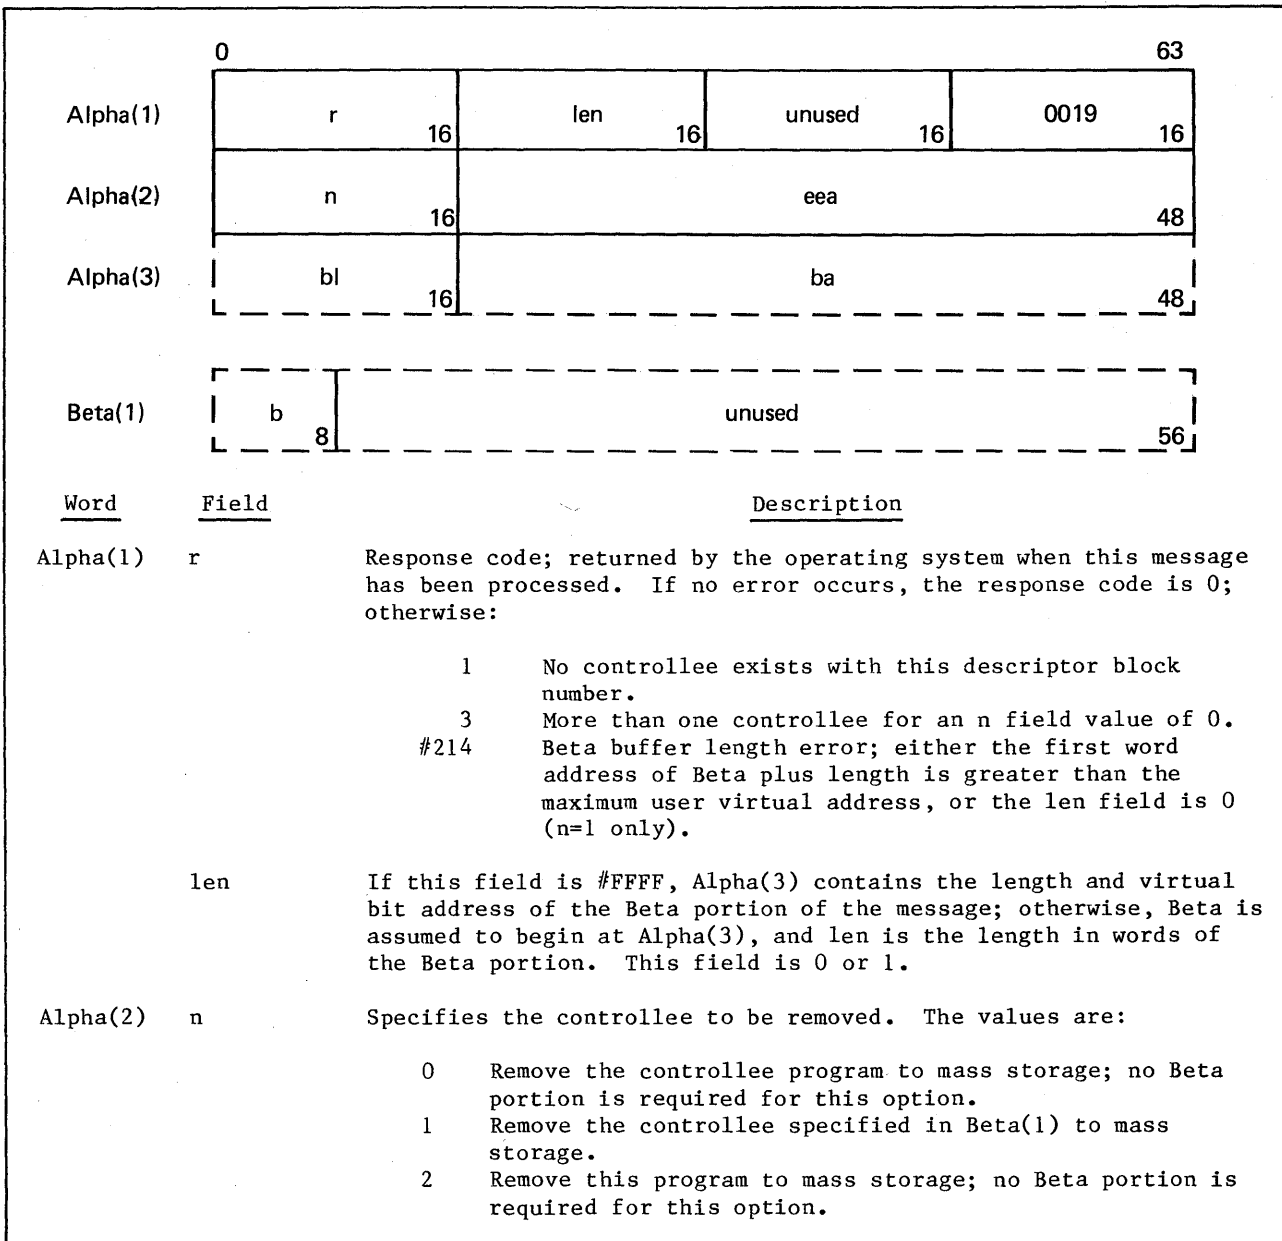 0 63
Alpha(1) r 16 len 16 unused 16 0019 16
Alpha(2) n 16 eea 48
Alpha(3) bl 16 ba 48
Beta(1) b 8 unused 56
Word Field Description
Alpha(1) r Response code; returned by the operating system when this message
has been processed. If no error occurs, the response code is 0;
otherwise:
1 No controllee exists with this descriptor block
number.
3 More than one controllee for an n field value of 0.
#214 Beta buffer length error; either the first word
address of Beta plus length is greater than the
maximum user virtual address, or the len field is 0
(n=1 only).
len If this field is #FFFF, Alpha(3) contains the length and virtual
bit address of the Beta portion of the message; otherwise, Beta is
assumed to begin at Alpha(3), and len is the length in words of
the Beta portion. This field is 0 or 1.
Alpha(2) n Specifies the controllee to be removed. The values are:
0 Remove the controllee program to mass storage; no Beta
portion is required for this option.
1 Remove the controllee specified in Beta(1) to mass
storage.
2 Remove this program to mass storage; no Beta portion is
required for this option.